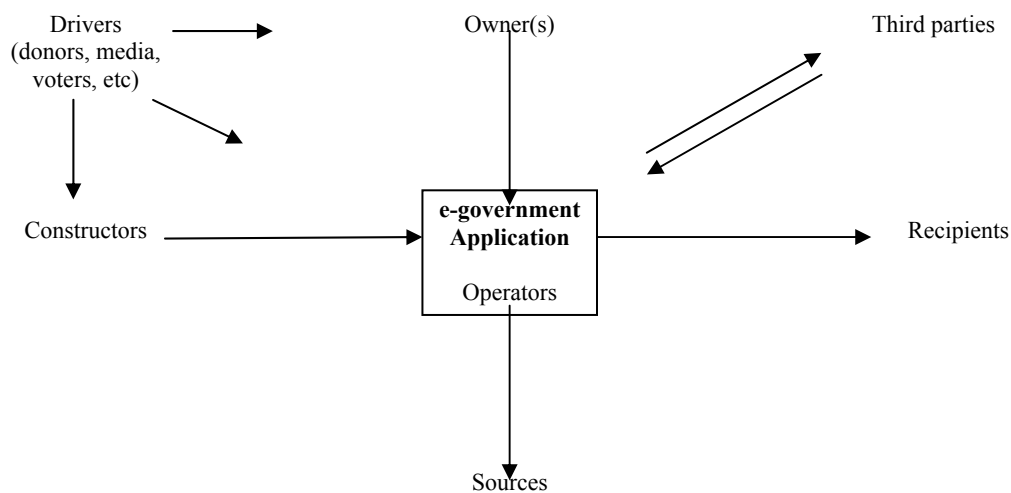 Drivers
(donors, media,
voters, etc)
Owner(s)
Third parties
Constructors
e-government
Application
Operators
Recipients
Sources